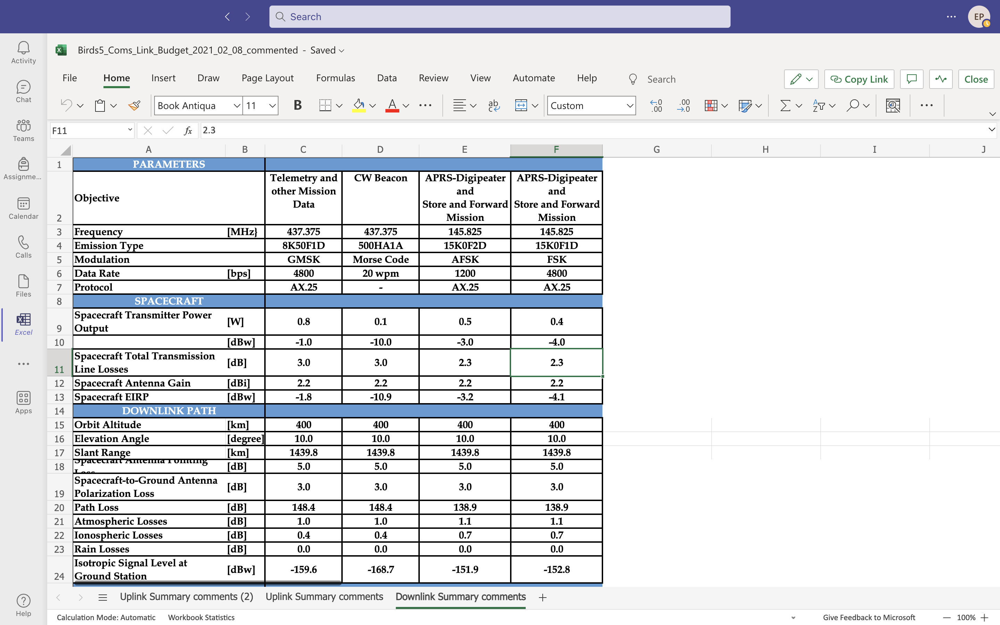 Search
EP
Activity
Chat
Teams
Assignme...
Calendar
Calls
Files
Excel
Apps
Help
Birds5_Coms_Link_Budget_2021_02_08_commented - Saved
File Home Insert Draw Page Layout Formulas Data Review View Automate Help Search Copy Link Close
Book Antiqua 11 B A ab Custom
F11 fx 2.3
A B C D E F G H I J
1 PARAMETERS
2 Objective
Telemetry and
other Mission
Data
CW Beacon
APRS-Digipeater
and
Store and Forward
Mission
APRS-Digipeater
and
Store and Forward
Mission
3 Frequency [MHz} 437.375 437.375 145.825 145.825
4 Emission Type 8K50F1D 500HA1A 15K0F2D 15K0F1D
5 Modulation GMSK Morse Code AFSK FSK
6 Data Rate [bps] 4800 20 wpm 1200 4800
7 Protocol AX.25 - AX.25 AX.25
8 SPACECRAFT
Spacecraft Transmitter Power
9 Output [W] 0.8 0.1 0.5 0.4
10 [dBw] -1.0 -10.0 -3.0 -4.0
Spacecraft Total Transmission
11 Line Losses [dB] 3.0 3.0 2.3 2.3
12 Spacecraft Antenna Gain [dBi] 2.2 2.2 2.2 2.2
13 Spacecraft EIRP [dBw] -1.8 -10.9 -3.2 -4.1
14 DOWNLINK PATH
15 Orbit Altitude [km] 400 400 400 400
16 Elevation Angle [degree] 10.0 10.0 10.0 10.0
17 Slant Range [km] 1439.8 1439.8 1439.8 1439.8
Spacecraft Antenna Pointing
18 Loss [dB] 5.0 5.0 5.0 5.0
Spacecraft-to-Ground Antenna
19 Polarization Loss [dB] 3.0 3.0 3.0 3.0
20 Path Loss [dB] 148.4 148.4 138.9 138.9
21 Atmospheric Losses [dB] 1.0 1.0 1.1 1.1
22 Ionospheric Losses [dB] 0.4 0.4 0.7 0.7
23 Rain Losses [dB] 0.0 0.0 0.0 0.0
Isotropic Signal Level at
24 Ground Station [dBw] -159.6 -168.7 -151.9 -152.8
Uplink Summary comments (2) Uplink Summary comments Downlink Summary comments
Calculation Mode: Automatic Workbook Statistics Give Feedback to Microsoft 100%